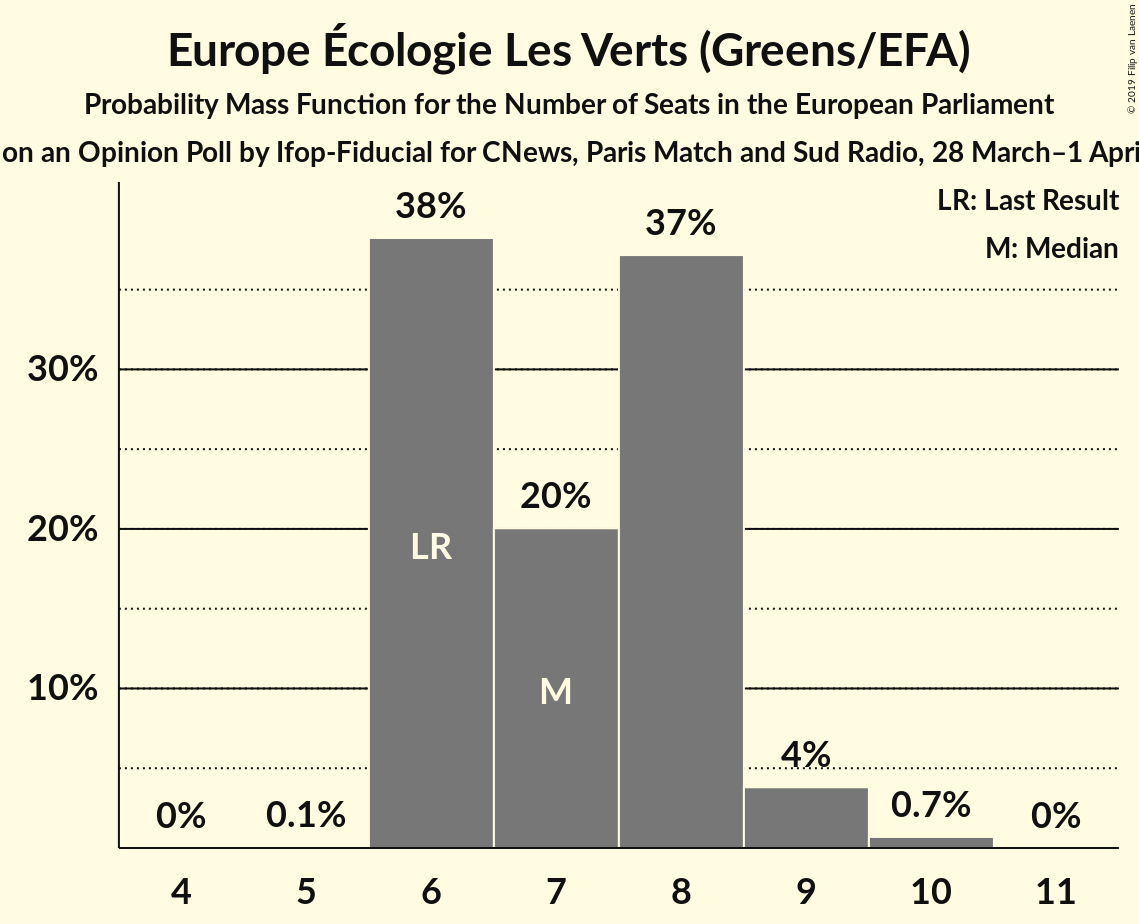 Europe Écologie Les Verts (Greens/EFA)
Probability Mass Function for the Number of Seats in the European Parliament
on an Opinion Poll by Ifop-Fiducial for CNews, Paris Match and Sud Radio, 28 March–1 Apri
© 2019 Filip van Laenen
LR: Last Result
M: Median
38%
37%
30%
20%
LR
20%
M
10%
4%
0%
0.1%
0.7%
0%
4 5 6 7 8 9 10 11